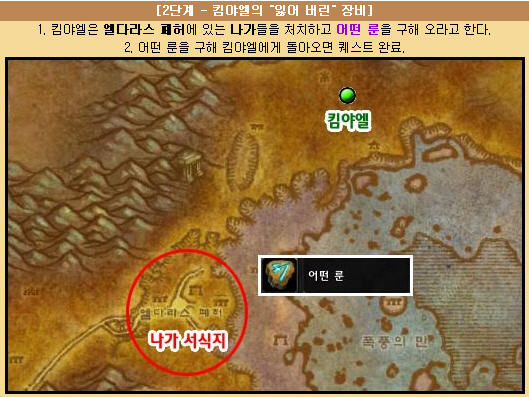 [2단계 - 킴야엘의 "잃어 버린" 장비]
1. 킴야엘은 엘다라스 폐허에 있는 나가들을 처치하고 어떤 룬을 구해 오라고 한다.
2. 어떤 룬을 구해 킴야엘에게 돌아오면 퀘스트 완료.
킴야엘
어떤 룬
엘다라스 폐허
나가 서식지
폭풍의 만